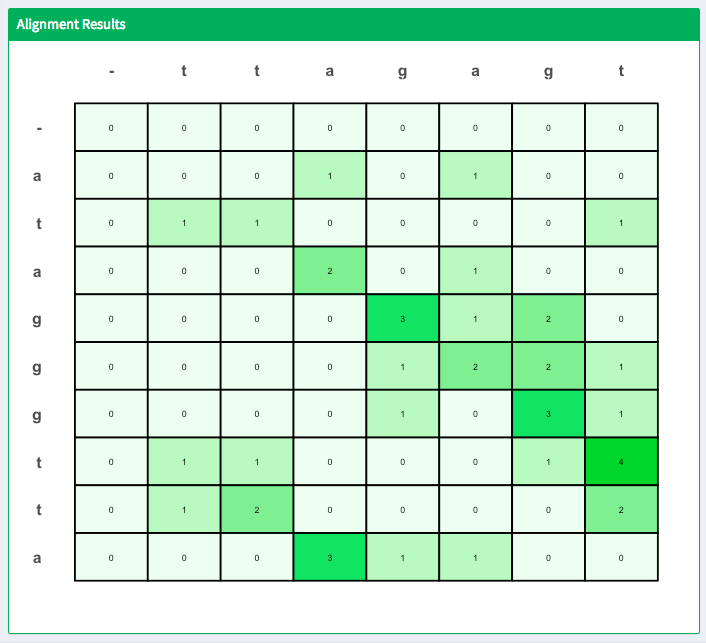 Alignment Results
- t t a g a g t
- 0 0 0 0 0 0 0 0
a 0 0 0 1 0 1 0 0
t 0 1 1 0 0 0 0 1
a 0 0 0 2 0 1 0 0
g 0 0 0 0 3 1 2 0
g 0 0 0 0 1 2 2 1
g 0 0 0 0 1 0 3 1
t 0 1 1 0 0 0 1 4
t 0 1 2 0 0 0 0 2
a 0 0 0 3 1 1 0 0